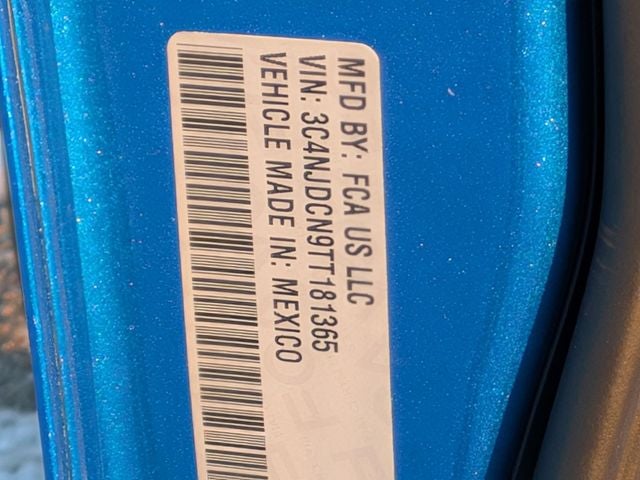 MFD BY: FCA US LLC
VIN: 3C4NJDCN9TT181365
VEHICLE MADE IN: MEXICO